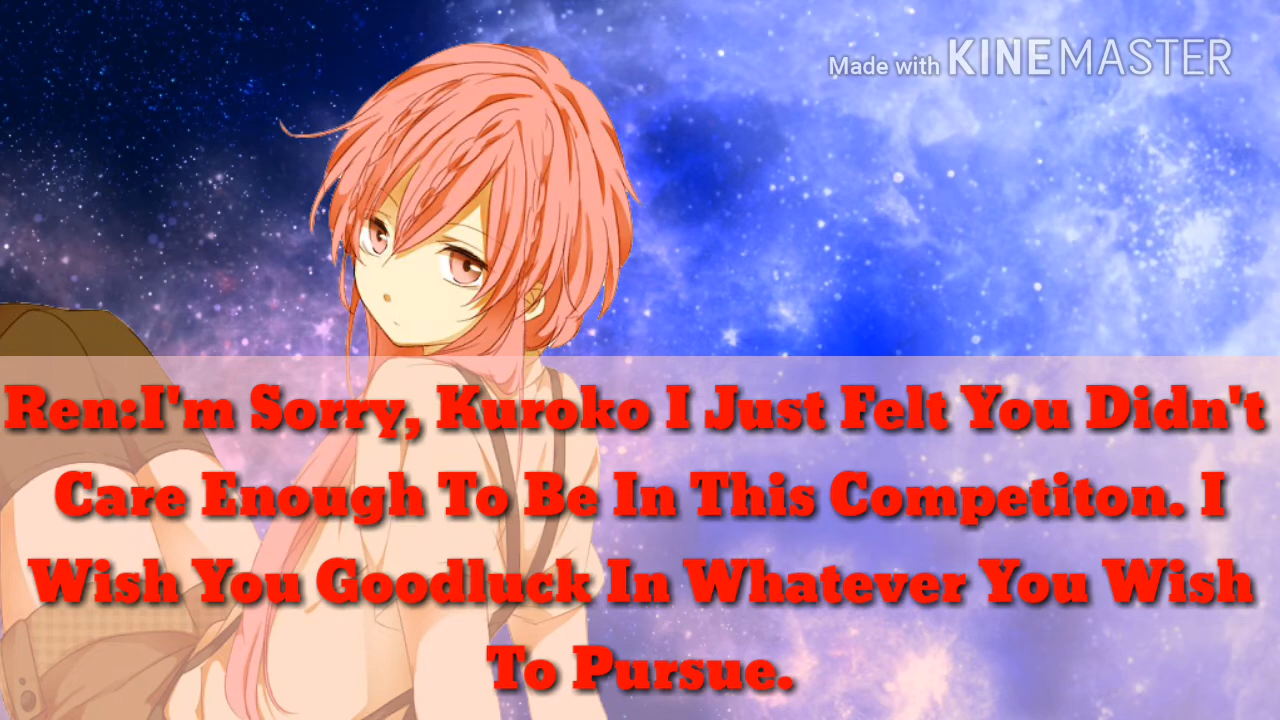 Made with KINEMASTER
Ren:I'm Sorry, Kuroko I Just Felt You Didn't
Care Enough To Be In This Competiton. I
Wish You Goodluck In Whatever You Wish
To Pursue.